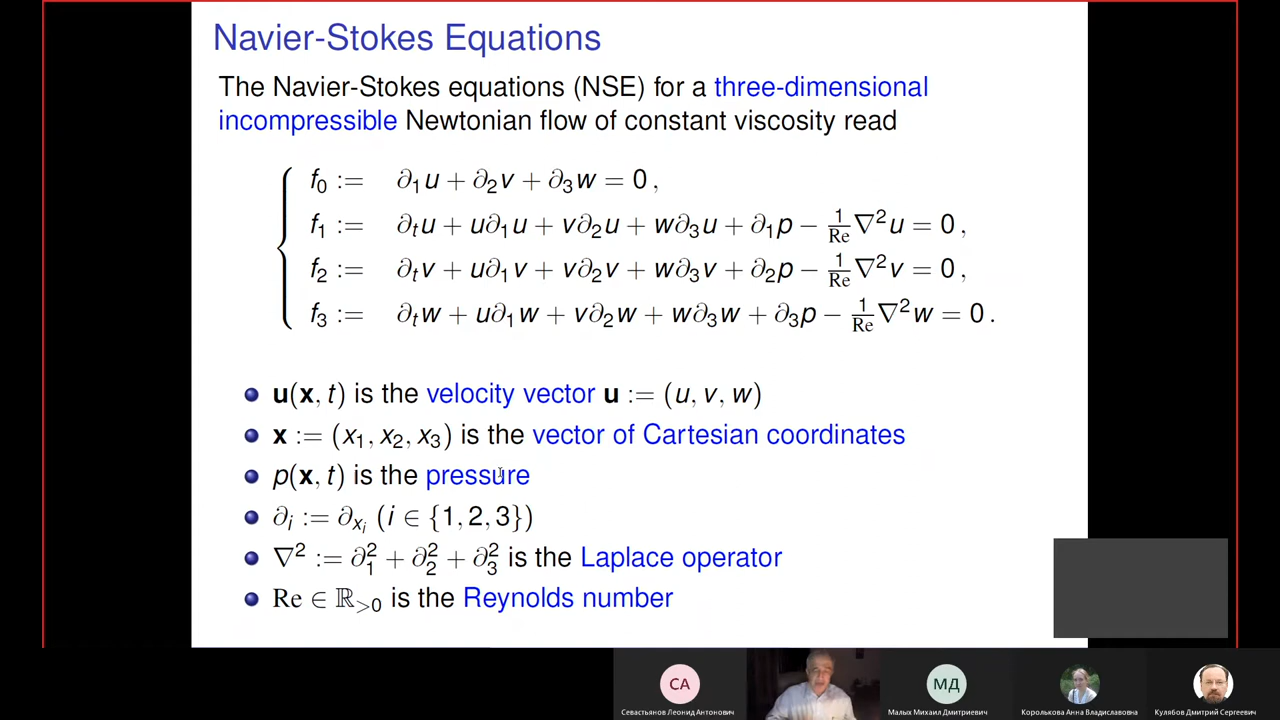 Navier-Stokes Equations
The Navier-Stokes equations (NSE) for a three-dimensional
incompressible Newtonian flow of constant viscosity read
f₀ := ∂₁u + ∂₂v + ∂₃w = 0 ,
f₁ := ∂ₜu + u∂₁u + v∂₂u + w∂₃u + ∂₁p − 1/Re ∇²u = 0 ,
f₂ := ∂ₜv + u∂₁v + v∂₂v + w∂₃v + ∂₂p − 1/Re ∇²v = 0 ,
f₃ := ∂ₜw + u∂₁w + v∂₂w + w∂₃w + ∂₃p − 1/Re ∇²w = 0 .
u(x, t) is the velocity vector u := (u, v, w)
x := (x₁, x₂, x₃) is the vector of Cartesian coordinates
p(x, t) is the pressure
∂ᵢ := ∂ₓᵢ (i ∈ {1, 2, 3})
∇² := ∂₁² + ∂₂² + ∂₃² is the Laplace operator
Re ∈ ℝ>0 is the Reynolds number
СА
МД
Севастьянов Леонид Антонович
Малых Михаил Дмитриевич
Королькова Анна Владиславовна
Кулябов Дмитрий Сергеевич